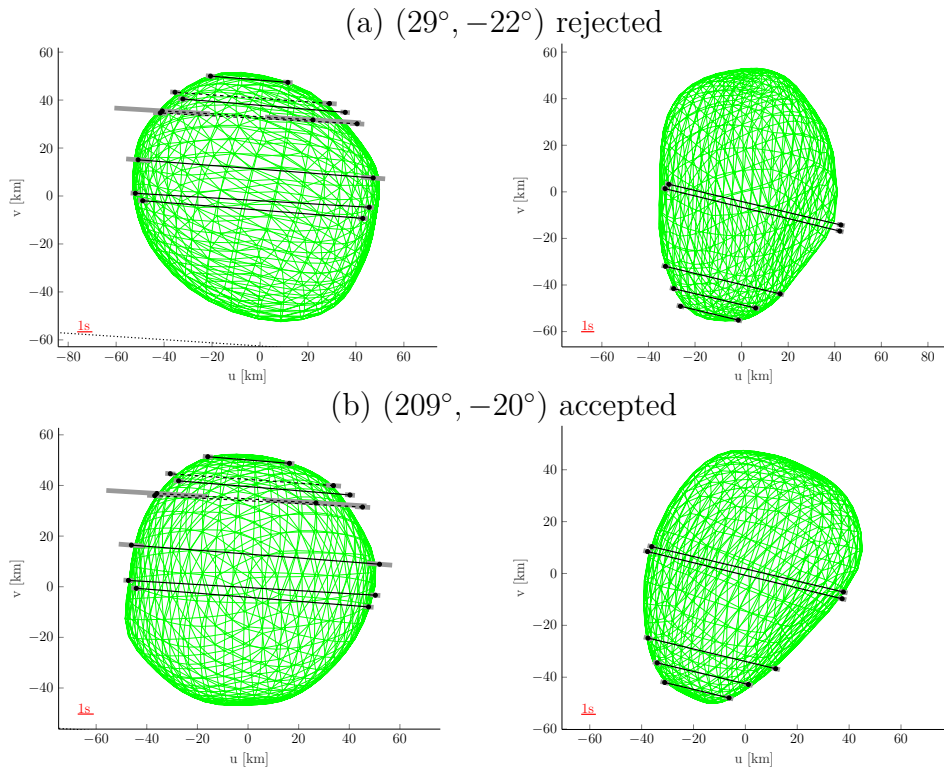 (a) (29°, −22°) rejected
60
40
20
0
−20
−40
−60
v [km]
1s
−80 −60 −40 −20 0 20 40 60
u [km]
60
40
20
0
−20
−40
−60
v [km]
1s
−60 −40 −20 0 20 40 60 80
u [km]
(b) (209°, −20°) accepted
60
40
20
0
−20
−40
v [km]
1s
−60 −40 −20 0 20 40 60
u [km]
60
40
20
0
−20
−40
−60
v [km]
1s
−60 −40 −20 0 20 40 60
u [km]